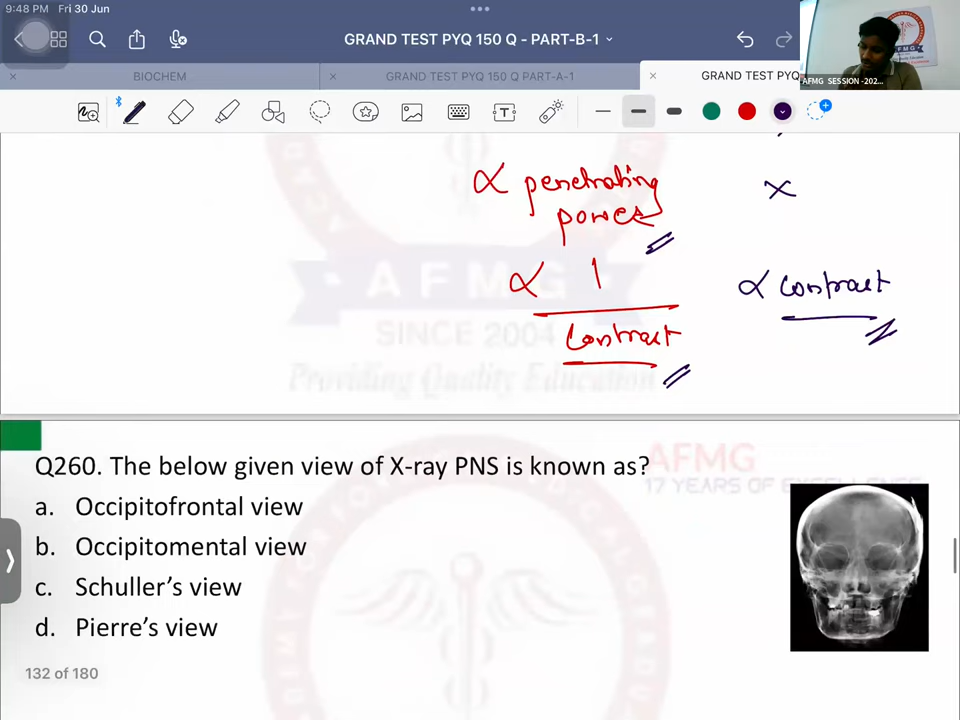 9:48 PM Fri 30 Jun
GRAND TEST PYQ 150 Q - PART-B-1
BIOCHEM
GRAND TEST PYQ 150 Q PART-A-1
GRAND TEST PYQ
AFMG SESSION -202...
∝ penetrating
power
×
∝ 1
contrast
∝ contrast
AFMG
SINCE 2004
Providing Quality Education
AFMG
17 YEARS OF EXCELLENCE
Q260. The below given view of X-ray PNS is known as?
a. Occipitofrontal view
b. Occipitomental view
c. Schuller's view
d. Pierre's view
132 of 180